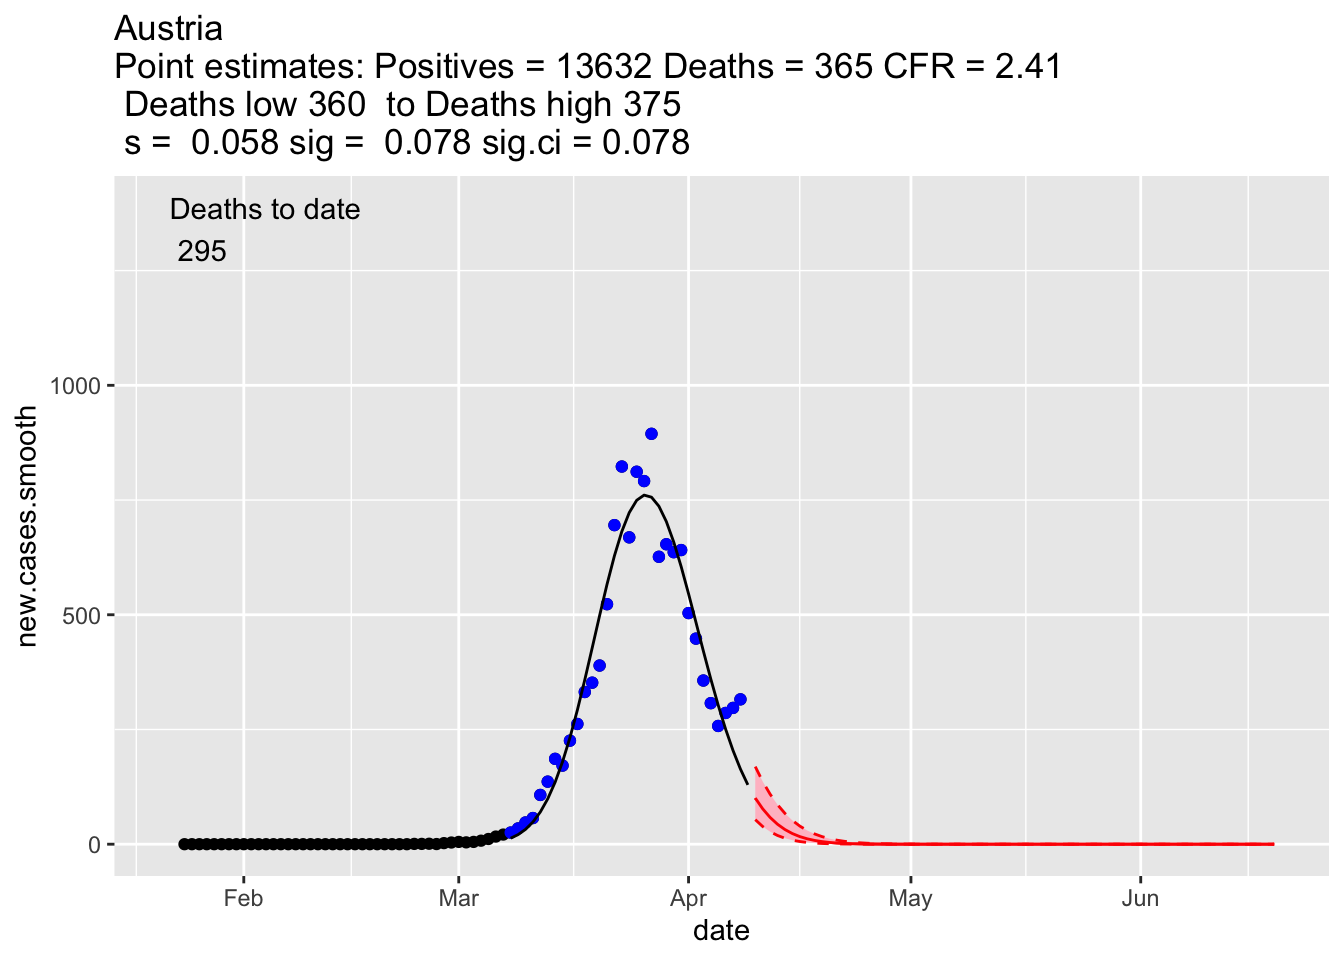 Austria
Point estimates: Positives = 13632 Deaths = 365 CFR = 2.41
Deaths low 360  to Deaths high 375
s =  0.058 sig =  0.078 sig.ci = 0.078
Deaths to date
295
1000
500
0
new.cases.smooth
Feb Mar Apr May Jun
date